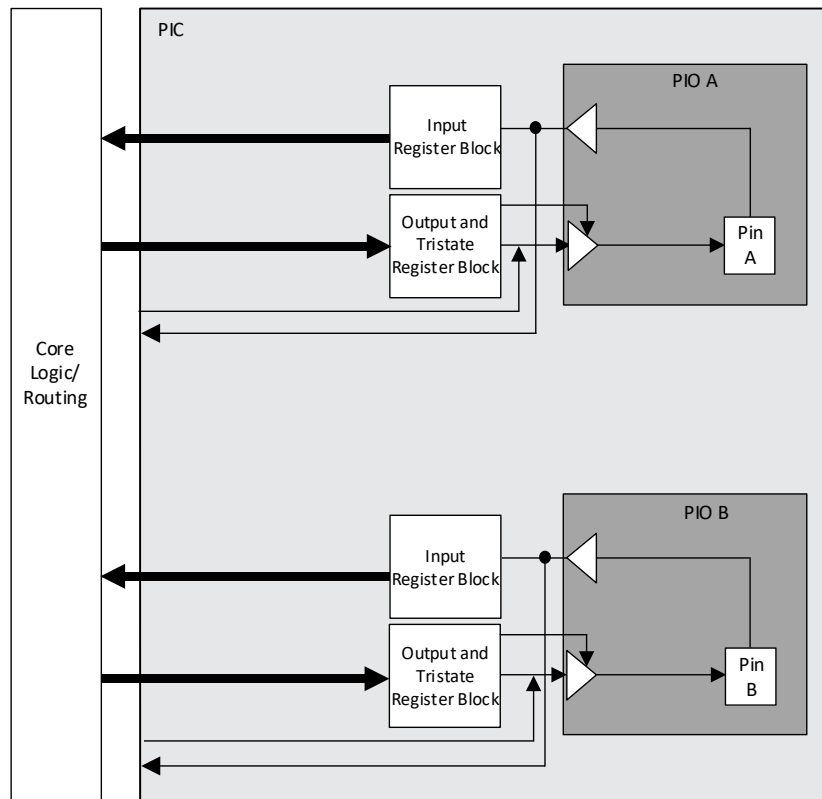 PIC
PIO A
Input
Register Block
Output and
Tristate
Register Block
Pin
A
Core
Logic/
Routing
PIO B
Input
Register Block
Output and
Tristate
Register Block
Pin
B